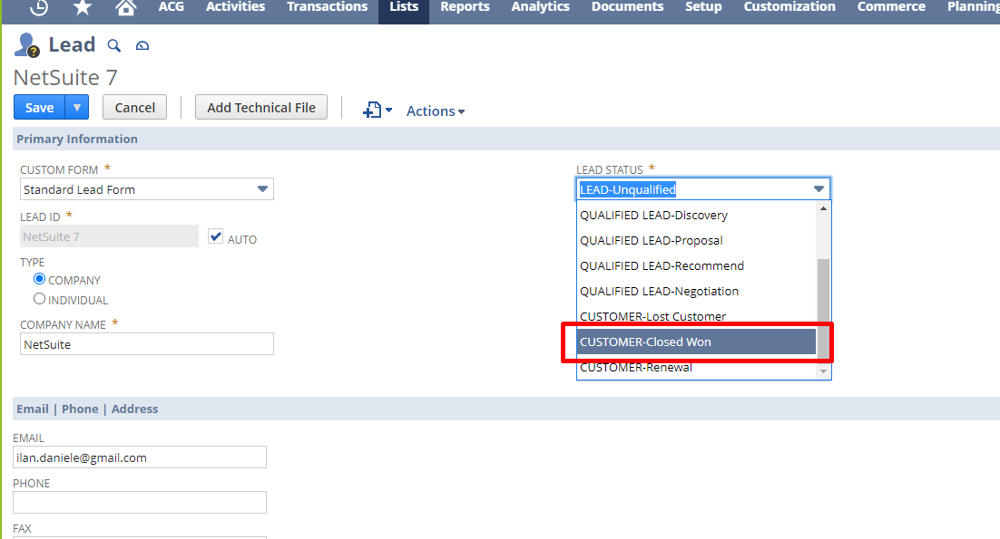 ACG Activities Transactions Lists Reports Analytics Documents Setup Customization Commerce Planning
Lead
NetSuite 7
Save Cancel Add Technical File Actions
Primary Information
CUSTOM FORM *
Standard Lead Form
LEAD ID *
NetSuite 7 AUTO
TYPE
COMPANY
INDIVIDUAL
COMPANY NAME *
NetSuite
LEAD STATUS *
LEAD-Unqualified
QUALIFIED LEAD-Discovery
QUALIFIED LEAD-Proposal
QUALIFIED LEAD-Recommend
QUALIFIED LEAD-Negotiation
CUSTOMER-Lost Customer
CUSTOMER-Closed Won
CUSTOMER-Renewal
Email | Phone | Address
EMAIL
ilan.daniele@gmail.com
PHONE
FAX